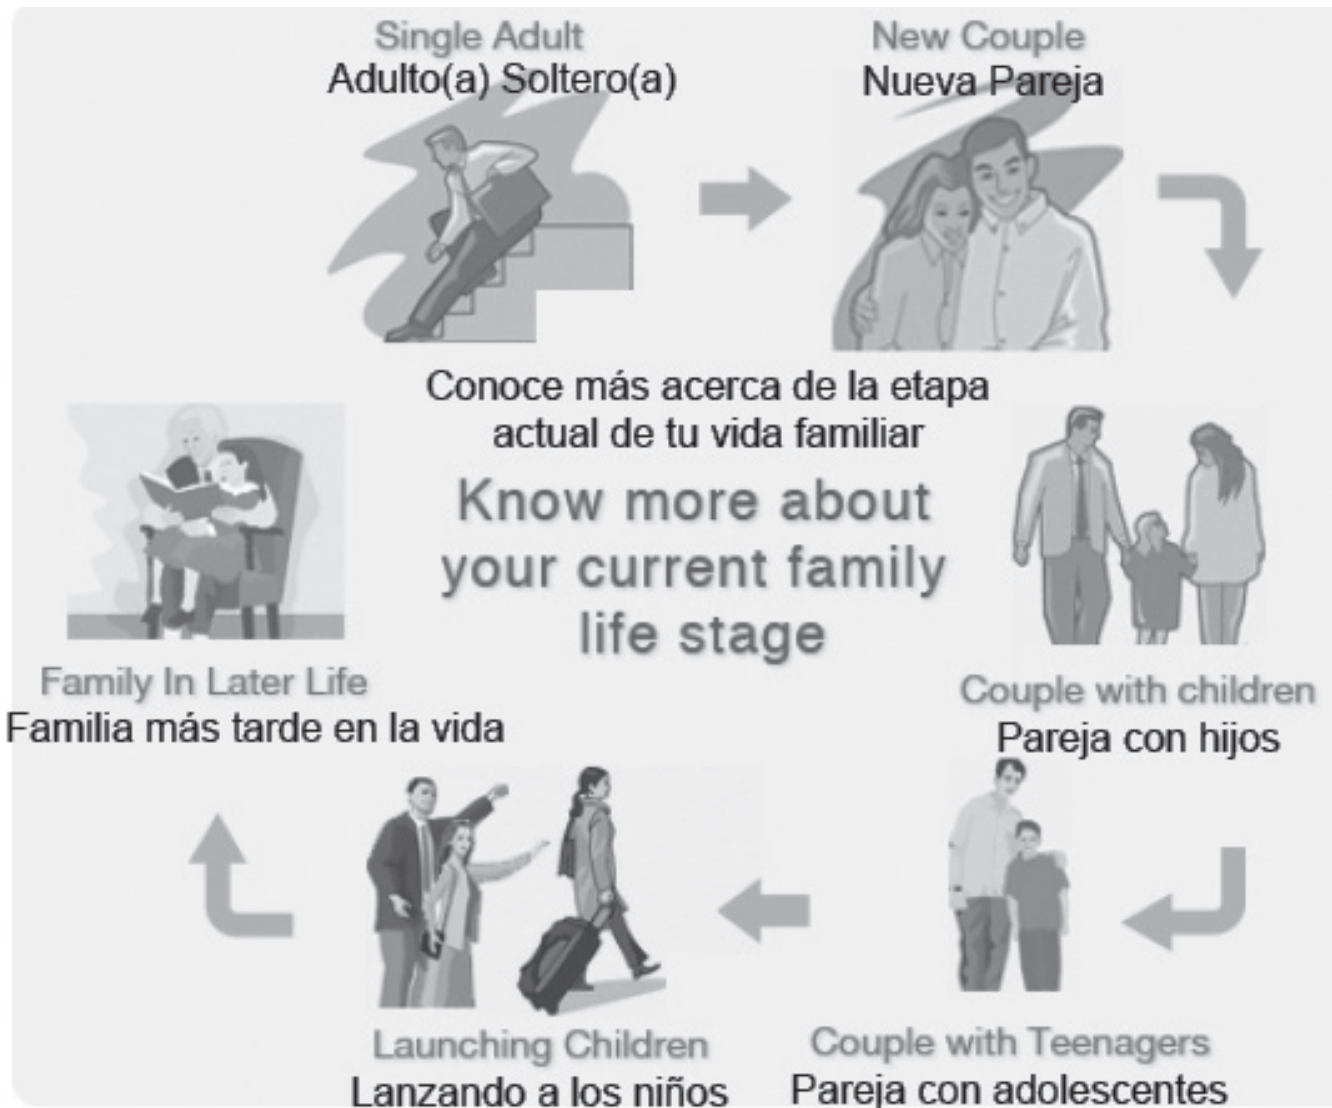 Single Adult
Adulto(a) Soltero(a)
New Couple
Nueva Pareja
Conoce más acerca de la etapa
actual de tu vida familiar
Know more about
your current family
life stage
Couple with children
Pareja con hijos
Couple with Teenagers
Pareja con adolescentes
Launching Children
Lanzando a los niños
Family In Later Life
Familia más tarde en la vida